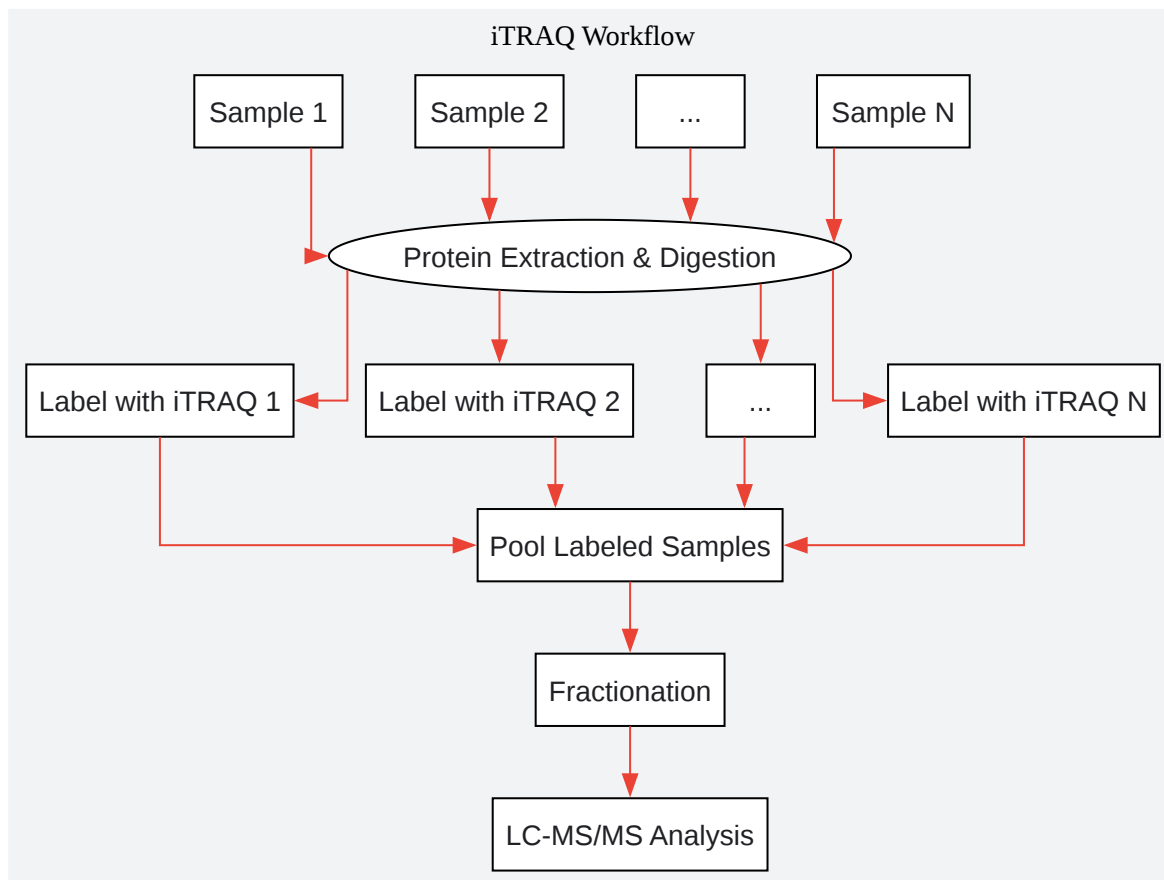 iTRAQ Workflow
Sample 1
Sample 2
...
Sample N
Protein Extraction & Digestion
Label with iTRAQ 1
Label with iTRAQ 2
...
Label with iTRAQ N
Pool Labeled Samples
Fractionation
LC-MS/MS Analysis